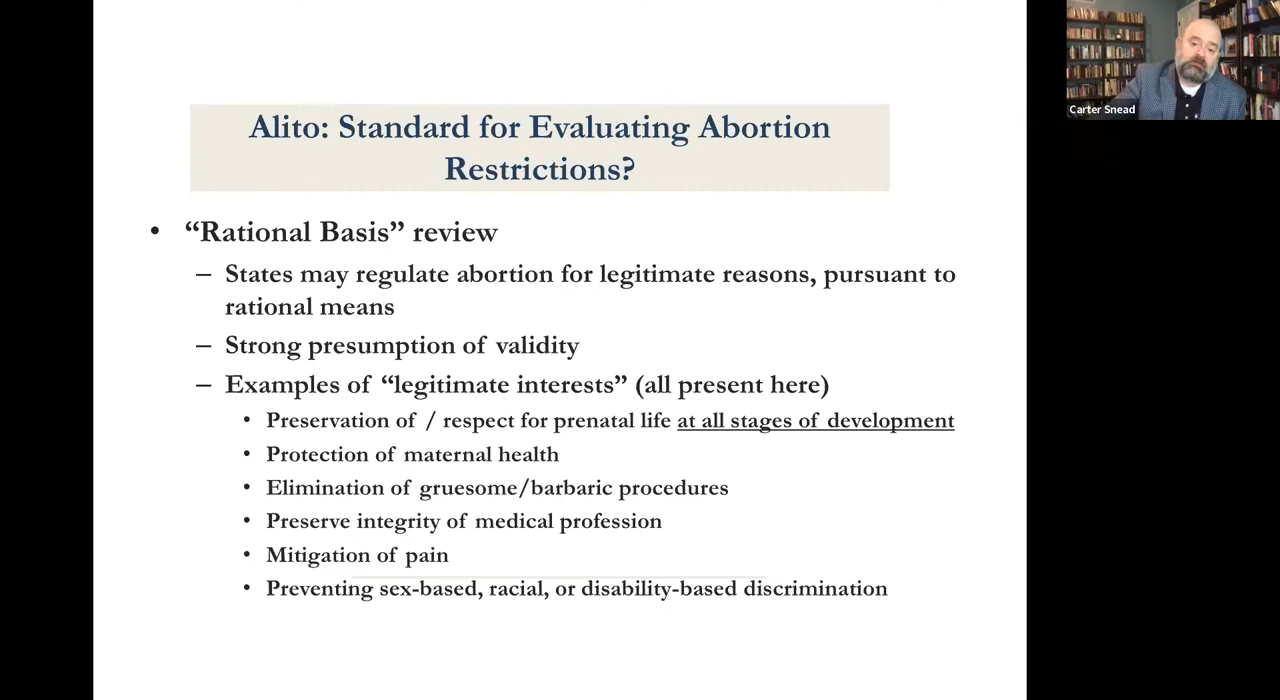 Alito: Standard for Evaluating Abortion
Restrictions?
• “Rational Basis” review
– States may regulate abortion for legitimate reasons, pursuant to
rational means
– Strong presumption of validity
– Examples of “legitimate interests” (all present here)
• Preservation of / respect for prenatal life at all stages of development
• Protection of maternal health
• Elimination of gruesome/barbaric procedures
• Preserve integrity of medical profession
• Mitigation of pain
• Preventing sex-based, racial, or disability-based discrimination
Carter Snead